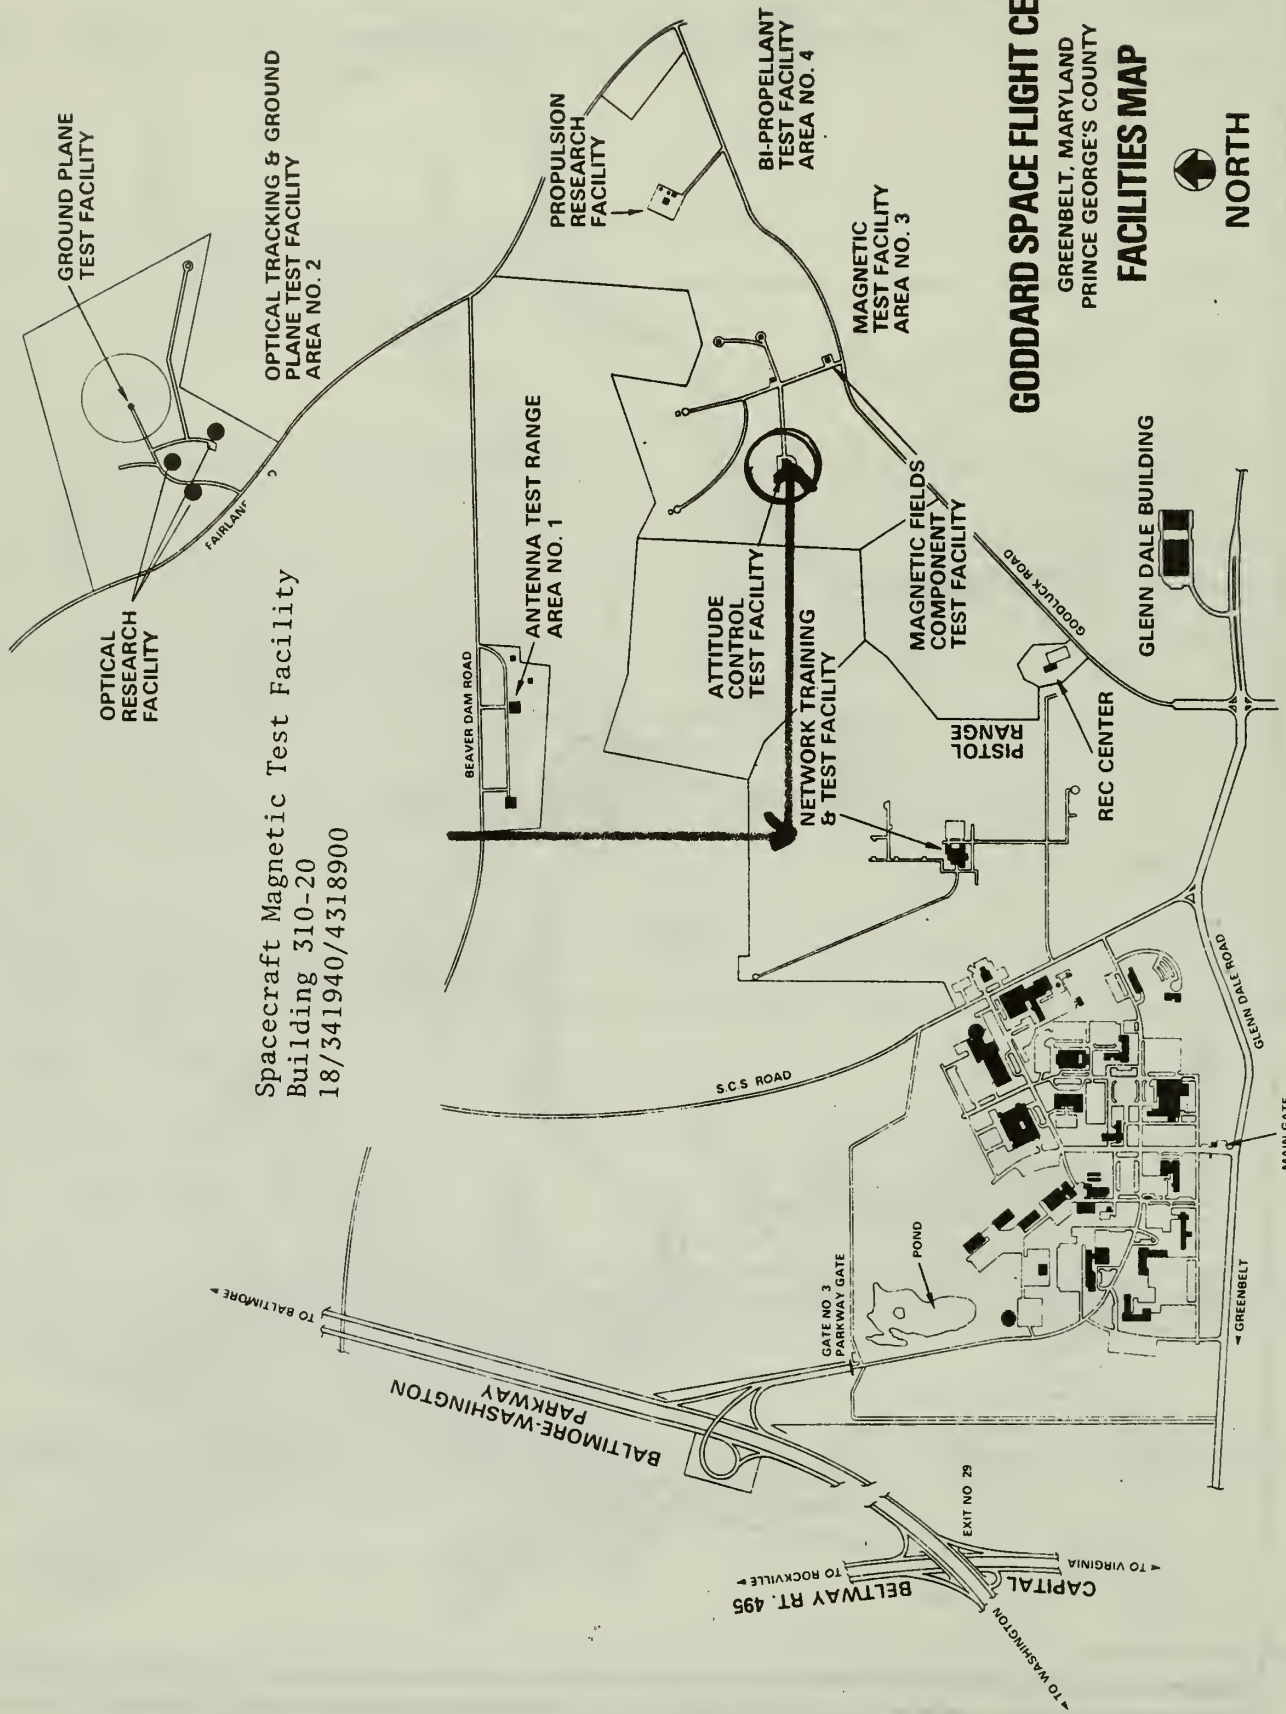 Spacecraft Magnetic Test Facility
Building 310-20
18/341940/4318900
GROUND PLANE
TEST FACILITY
OPTICAL TRACKING & GROUND
PLANE TEST FACILITY
AREA NO. 2
OPTICAL
RESEARCH
FACILITY
PROPULSION
RESEARCH
FACILITY
BI-PROPELLANT
TEST FACILITY
AREA NO. 4
BEAVER DAM ROAD
ANTENNA TEST RANGE
AREA NO. 1
MAGNETIC
TEST FACILITY
AREA NO. 3
ATTITUDE
CONTROL
TEST FACILITY
NETWORK TRAINING
& TEST FACILITY
MAGNETIC FIELDS
COMPONENT
TEST FACILITY
GOODLUCK ROAD
PISTOL
RANGE
REC CENTER
GLENN DALE BUILDING
S.C.S ROAD
GLENN DALE ROAD
MAIN GATE
GREENBELT
POND
GATE NO. 3
PARKWAY GATE
TO BALTIMORE
BALTIMORE-WASHINGTON
PARKWAY
EXIT NO 29
TO ROCKVILLE
BELTWAY RT. 495
CAPITAL
TO VIRGINIA
TO WASHINGTON
GODDARD SPACE FLIGHT CE
GREENBELT, MARYLAND
PRINCE GEORGE'S COUNTY
FACILITIES MAP
NORTH